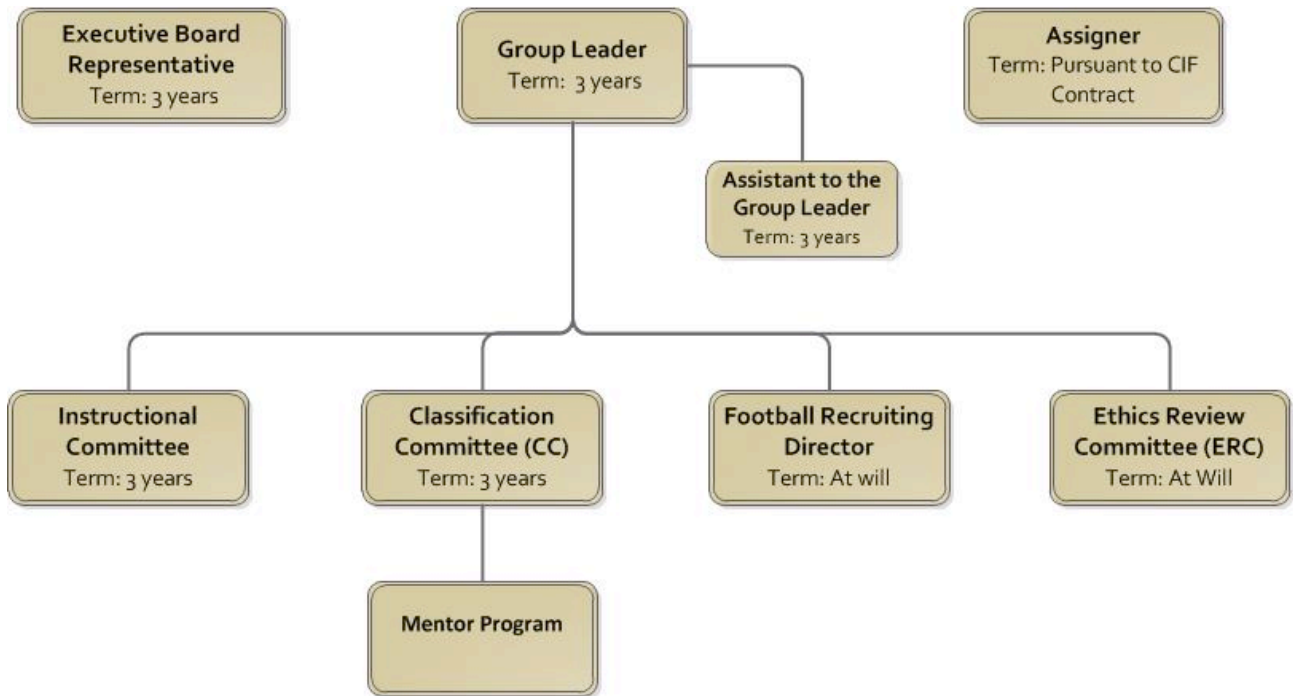 Executive Board
Representative
Term: 3 years
Group Leader
Term: 3 years
Assigner
Term: Pursuant to CIF
Contract
Assistant to the
Group Leader
Term: 3 years
Instructional
Committee
Term: 3 years
Classification
Committee (CC)
Term: 3 years
Football Recruiting
Director
Term: At will
Ethics Review
Committee (ERC)
Term: At Will
Mentor Program